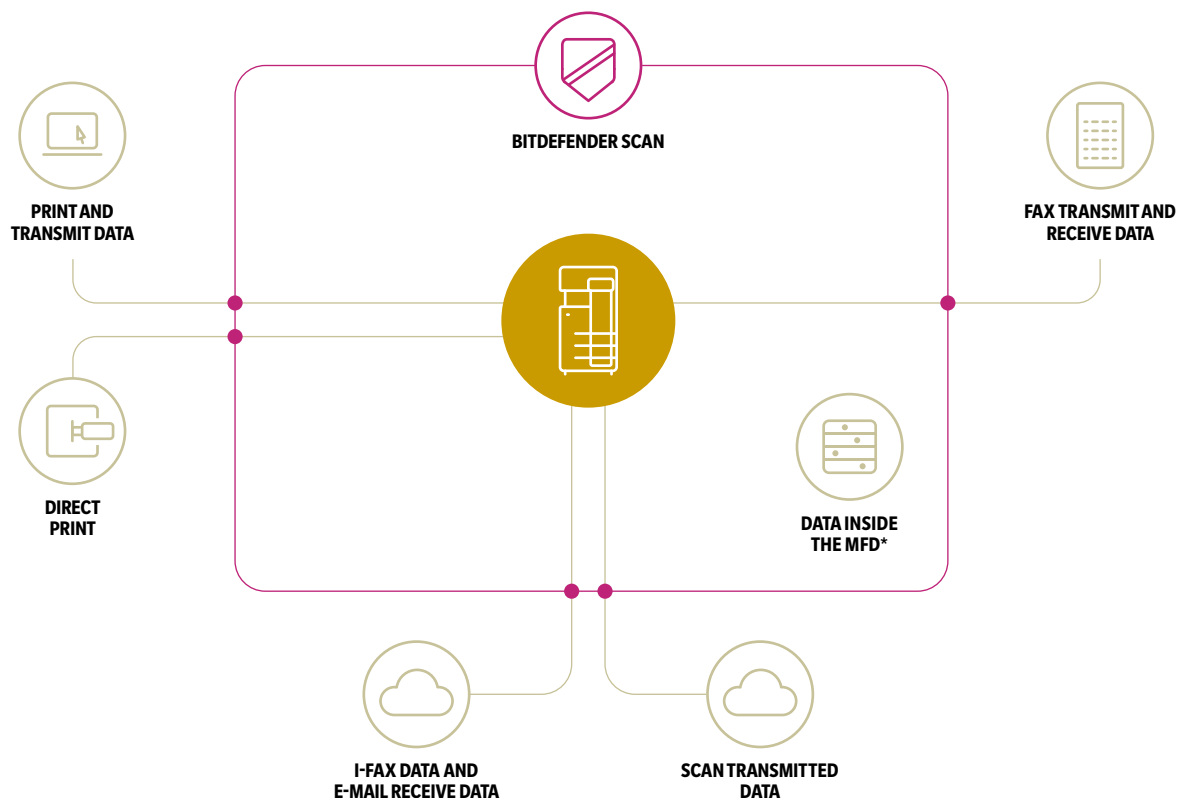 BITDEFENDER SCAN
PRINT AND
TRANSMIT DATA
FAX TRANSMIT AND
RECEIVE DATA
DIRECT
PRINT
DATA INSIDE
THE MFD*
I-FAX DATA AND
E-MAIL RECEIVE DATA
SCAN TRANSMITTED
DATA